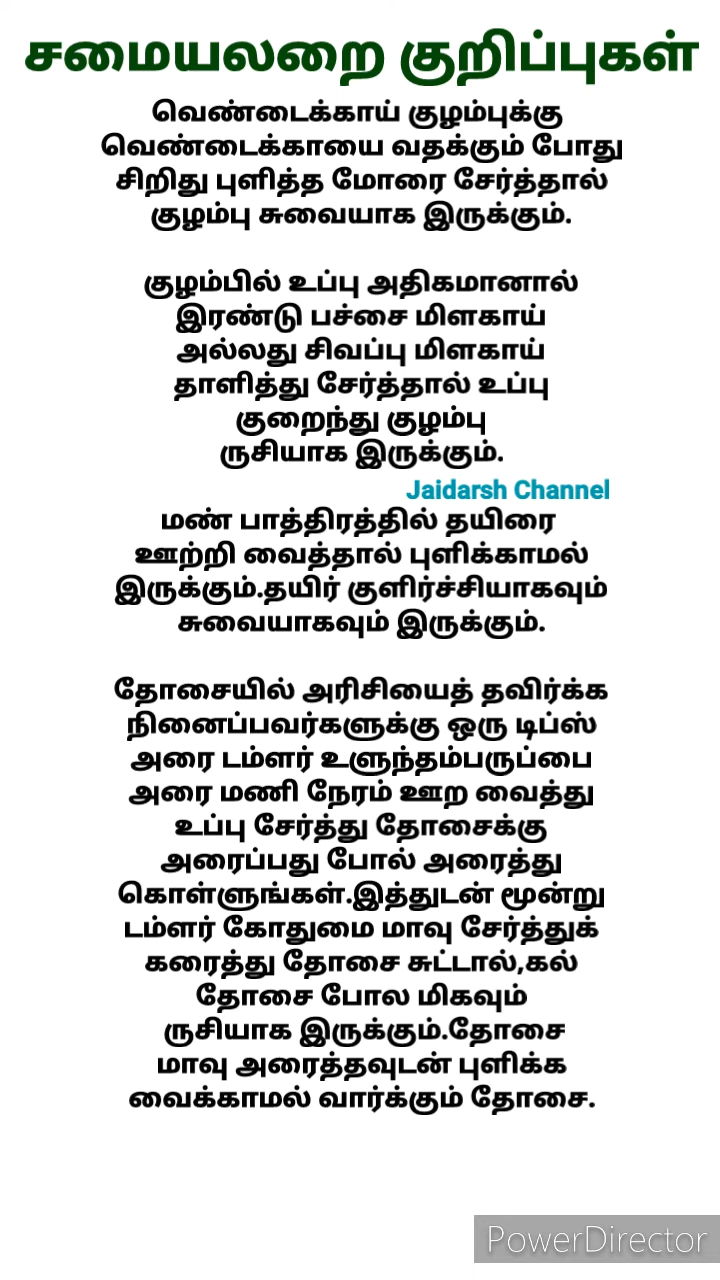 சமையலறை குறிப்புகள்
வெண்டைக்காய் குழம்புக்கு
வெண்டைக்காயை வதக்கும் போது
சிறிது புளித்த மோரை சேர்த்தால்
குழம்பு சுவையாக இருக்கும்.
குழம்பில் உப்பு அதிகமானால்
இரண்டு பச்சை மிளகாய்
அல்லது சிவப்பு மிளகாய்
தாளித்து சேர்த்தால் உப்பு
குறைந்து குழம்பு
ருசியாக இருக்கும்.
Jaidarsh Channel
மண் பாத்திரத்தில் தயிரை
ஊற்றி வைத்தால் புளிக்காமல்
இருக்கும்.தயிர் குளிர்ச்சியாகவும்
சுவையாகவும் இருக்கும்.
தோசையில் அரிசியைத் தவிர்க்க
நினைப்பவர்களுக்கு ஒரு டிப்ஸ்
அரை டம்ளர் உளுந்தம்பருப்பை
அரை மணி நேரம் ஊற வைத்து
உப்பு சேர்த்து தோசைக்கு
அரைப்பது போல் அரைத்து
கொள்ளுங்கள்.இத்துடன் மூன்று
டம்ளர் கோதுமை மாவு சேர்த்துக்
கரைத்து தோசை சுட்டால்,கல்
தோசை போல மிகவும்
ருசியாக இருக்கும்.தோசை
மாவு அரைத்தவுடன் புளிக்க
வைக்காமல் வார்க்கும் தோசை.
PowerDirector